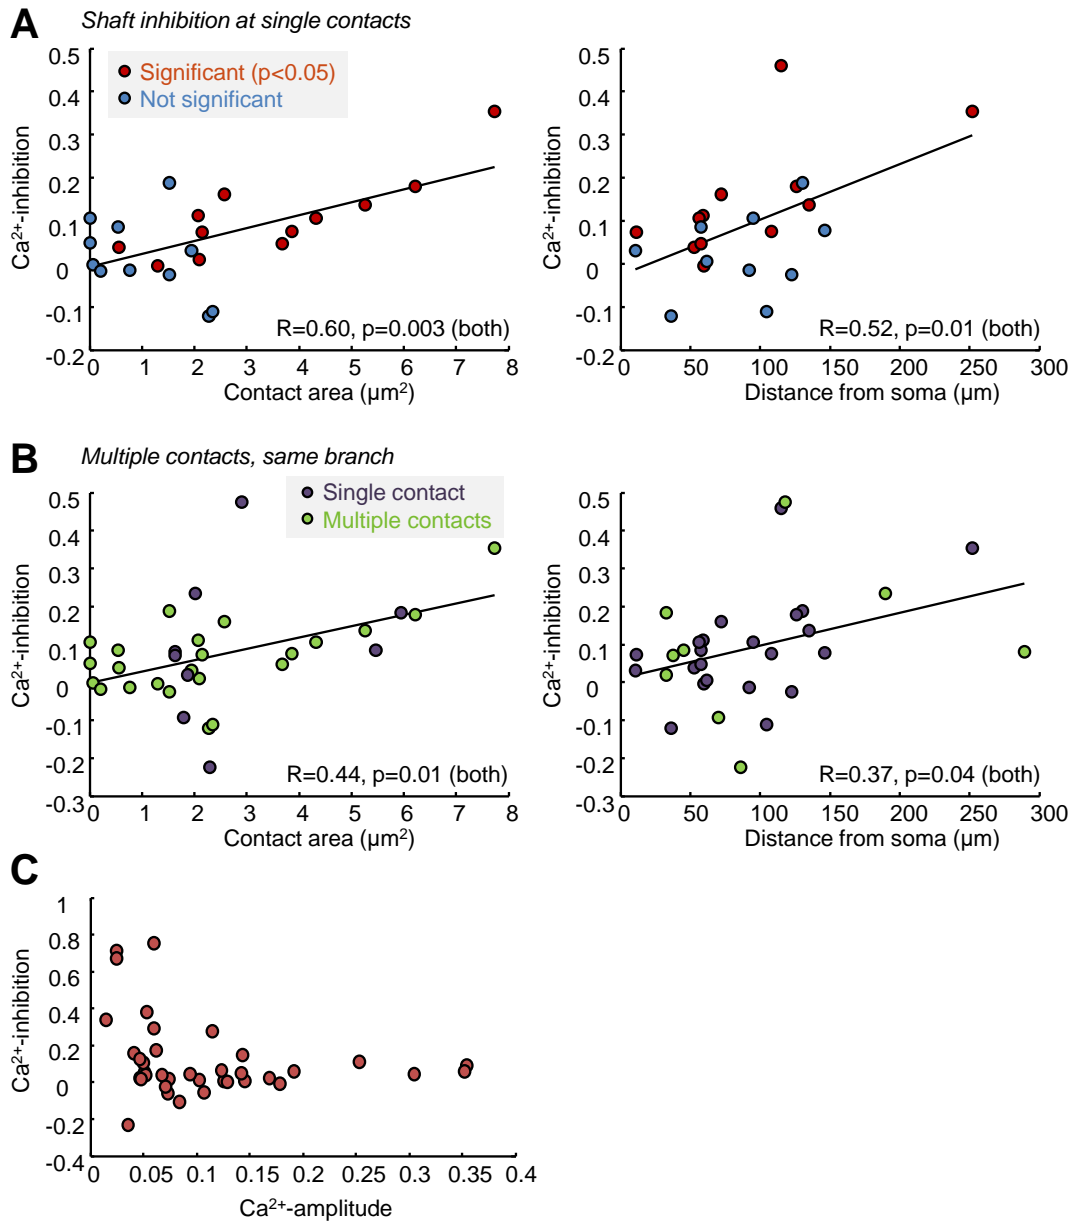 A
Shaft inhibition at single contacts
0.5
0.4
0.3
0.2
0.1
0
-0.1
-0.2
Ca²⁺-inhibition
Significant (p<0.05)
Not significant
R=0.60, p=0.003 (both)
0 1 2 3 4 5 6 7 8
Contact area (µm²)
0.5
0.4
0.3
0.2
0.1
0
-0.1
-0.2
Ca²⁺-inhibition
R=0.52, p=0.01 (both)
0 50 100 150 200 250 300
Distance from soma (µm)
B
Multiple contacts, same branch
0.5
0.4
0.3
0.2
0.1
0
-0.1
-0.2
-0.3
Ca²⁺-inhibition
Single contact
Multiple contacts
R=0.44, p=0.01 (both)
0 1 2 3 4 5 6 7 8
Contact area (µm²)
0.5
0.4
0.3
0.2
0.1
0
-0.1
-0.2
-0.3
Ca²⁺-inhibition
R=0.37, p=0.04 (both)
0 50 100 150 200 250 300
Distance from soma (µm)
C
1
0.8
0.6
0.4
0.2
0
-0.2
-0.4
Ca²⁺-inhibition
0 0.05 0.1 0.15 0.2 0.25 0.3 0.35 0.4
Ca²⁺-amplitude